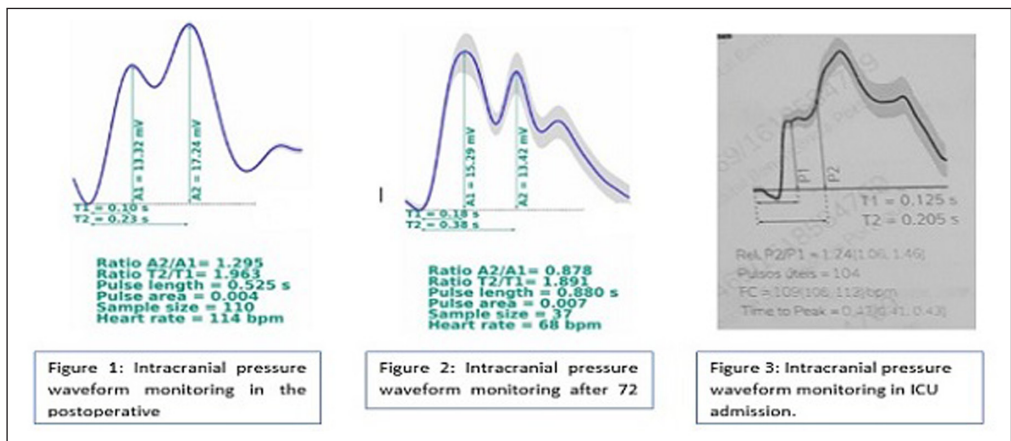 A1 = 13.32 mV
A2 = 17.24 mV
T1 = 0.10 s
T2 = 0.23 s
Ratio A2/A1= 1.295
Ratio T2/T1= 1.963
Pulse length = 0.525 s
Pulse area = 0.004
Sample size = 110
Heart rate = 114 bpm
Figure 1: Intracranial pressure
waveform monitoring in the
postoperative
A1 = 15.29 mV
A2 = 13.42 mV
T1 = 0.18 s
T2 = 0.38 s
Ratio A2/A1= 0.878
Ratio T2/T1= 1.891
Pulse length = 0.880 s
Pulse area = 0.007
Sample size = 37
Heart rate = 68 bpm
Figure 2: Intracranial pressure
waveform monitoring after 72
P1
P2
T1 = 0.125 s
T2 = 0.205 s
Rel. P2/P1 = 1.24(1.06, 1.46)
Pulsos úteis = 104
FC = 109(106, 113)bpm
Time to Peak =
Figure 3: Intracranial pressure
waveform monitoring in ICU
admission.